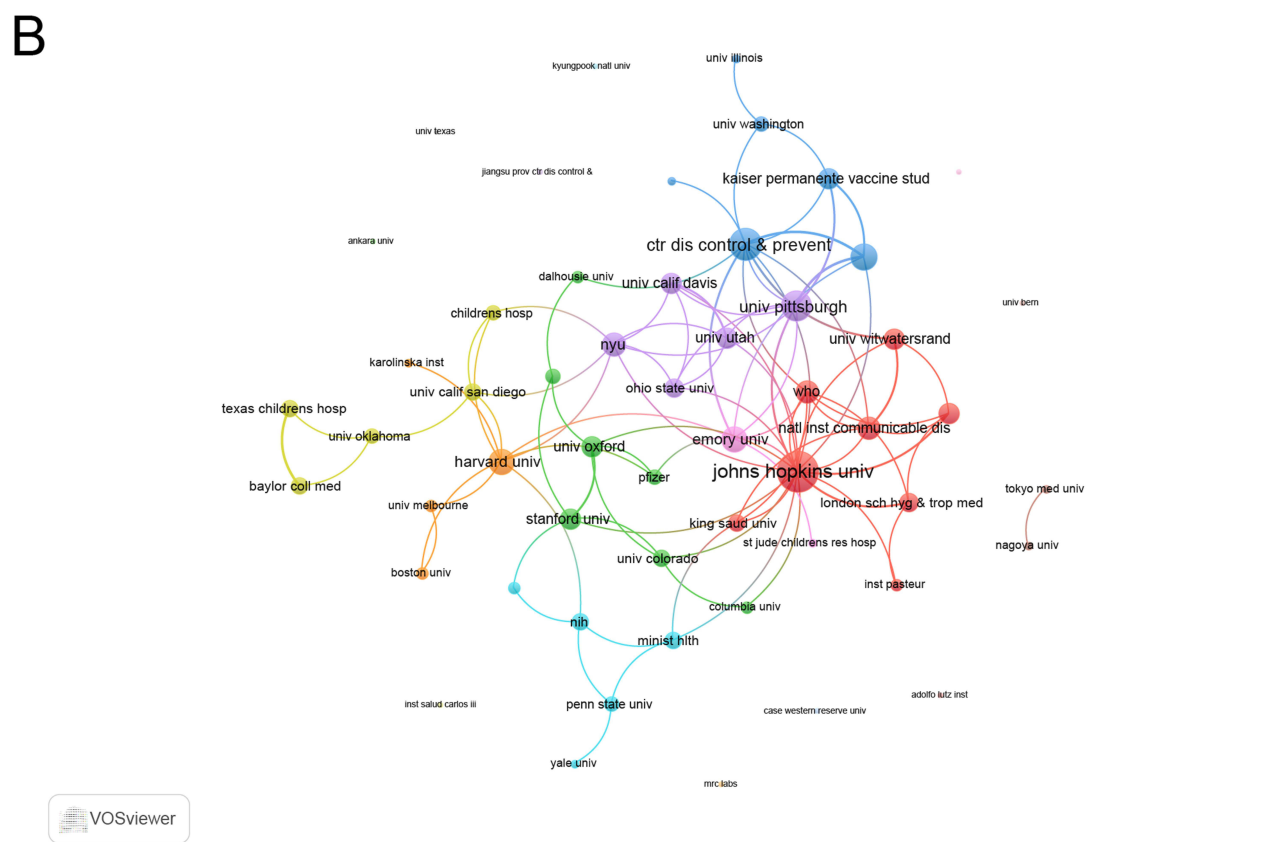 B
univ illinois
kyungpook natl univ
univ washington
univ texas
jiangsu prov ctr dis control &
kaiser permanente vaccine stud
ankara univ
ctr dis control & prevent
dalhousie univ
univ calif davis
univ bern
univ pittsburgh
childrens hosp
univ utah
univ witwatersrand
nyu
karolinska inst
ohio state univ
who
univ calif san diego
texas childrens hosp
natl inst communicable dis
univ oklahoma
emory univ
univ oxford
harvard univ
johns hopkins univ
pfizer
baylor coll med
tokyo med univ
univ melbourne
london sch hyg & trop med
stanford univ
king saud univ
st jude childrens res hosp
nagoya univ
univ colorado
boston univ
inst pasteur
columbia univ
nih
minist hlth
adolfo lutz inst
inst salud carlos iii
penn state univ
case western reserve univ
yale univ
mrc labs
VOSviewer